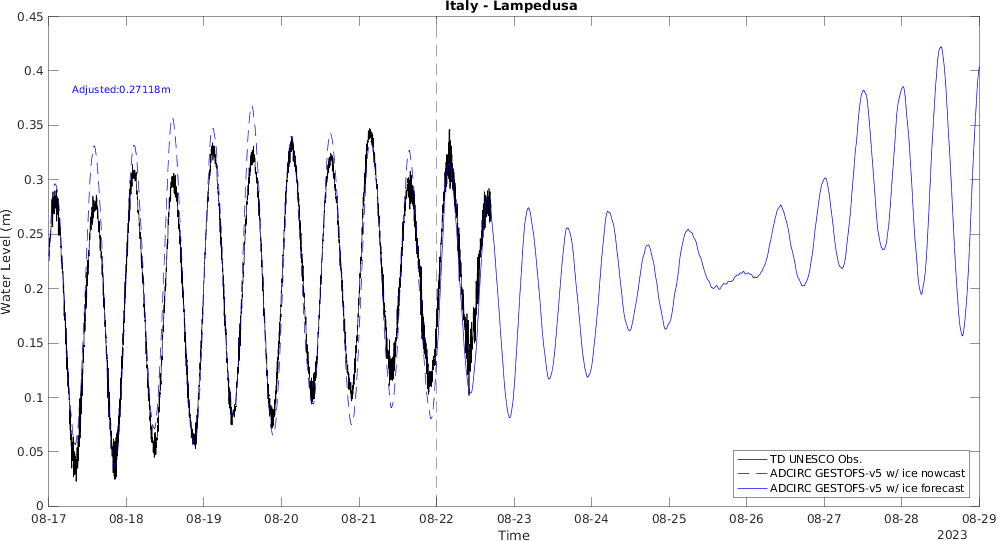 Italy - Lampedusa
Water Level (m)
0.45
0.4
0.35
0.3
0.25
0.2
0.15
0.1
0.05
0
Adjusted:0.27118m
TD UNESCO Obs.
ADCIRC GESTOFS-v5 w/ ice nowcast
ADCIRC GESTOFS-v5 w/ ice forecast
08-17 08-18 08-19 08-20 08-21 08-22 08-23 08-24 08-25 08-26 08-27 08-28 08-29
Time
2023